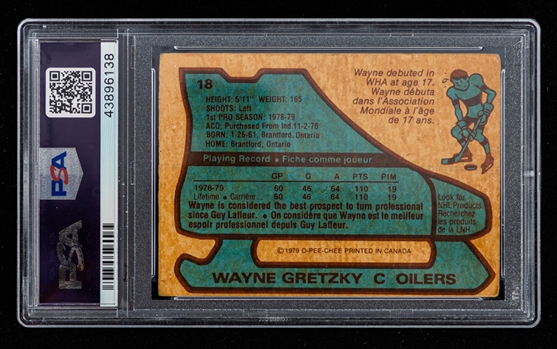 43896138
PSA
PSA
18
HEIGHT: 5'11" WEIGHT: 165
SHOOTS: Left
1st PRO SEASON: 1978-79
ACQ: Purchased From Ind. 11-2-78
BORN: 1-26-61, Brantford, Ontario
HOME: Brantford, Ontario
Playing Record • Fiche comme joueur
GP G A PTS PIM
1978-79 80 46 64 110 19
Lifetime • Carrière 80 46 64 110 19
Wayne is considered the best prospect to turn professional
since Guy Lafleur. • On considère que Wayne est le meilleur
espoir professionel depuis Guy Lafleur.
Wayne debuted in
WHA at age 17.
Wayne débuta
dans l'Association
Mondiale à l'âge
de 17 ans.
Look for
NHL Products
Recherchez
les produits
de la LNH
©1979 O-PEE-CHEE PRINTED IN CANADA
WAYNE GRETZKY C OILERS